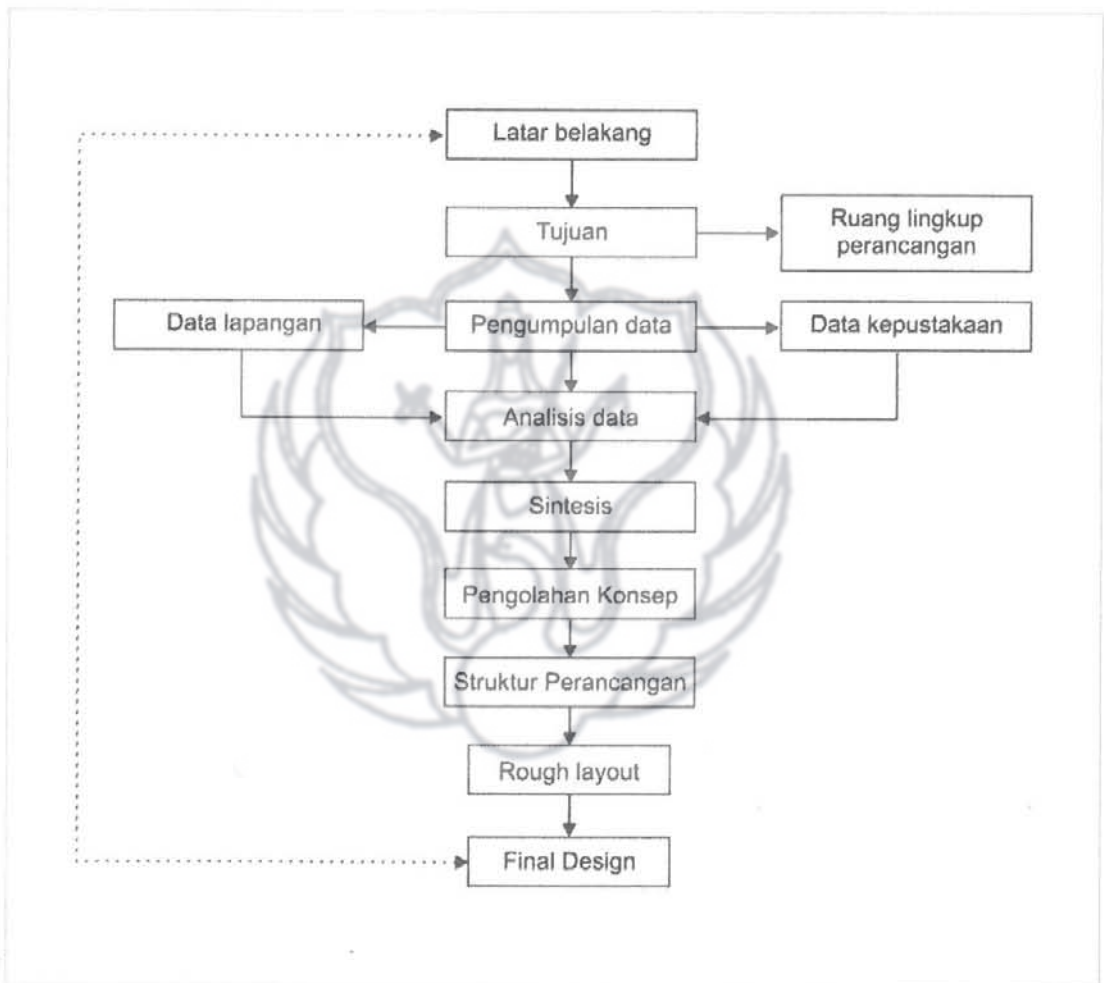 Latar belakang
Tujuan
Ruang lingkup
perancangan
Data lapangan
Pengumpulan data
Data kepustakaan
Analisis data
Sintesis
Pengolahan Konsep
Struktur Perancangan
Rough layout
Final Design